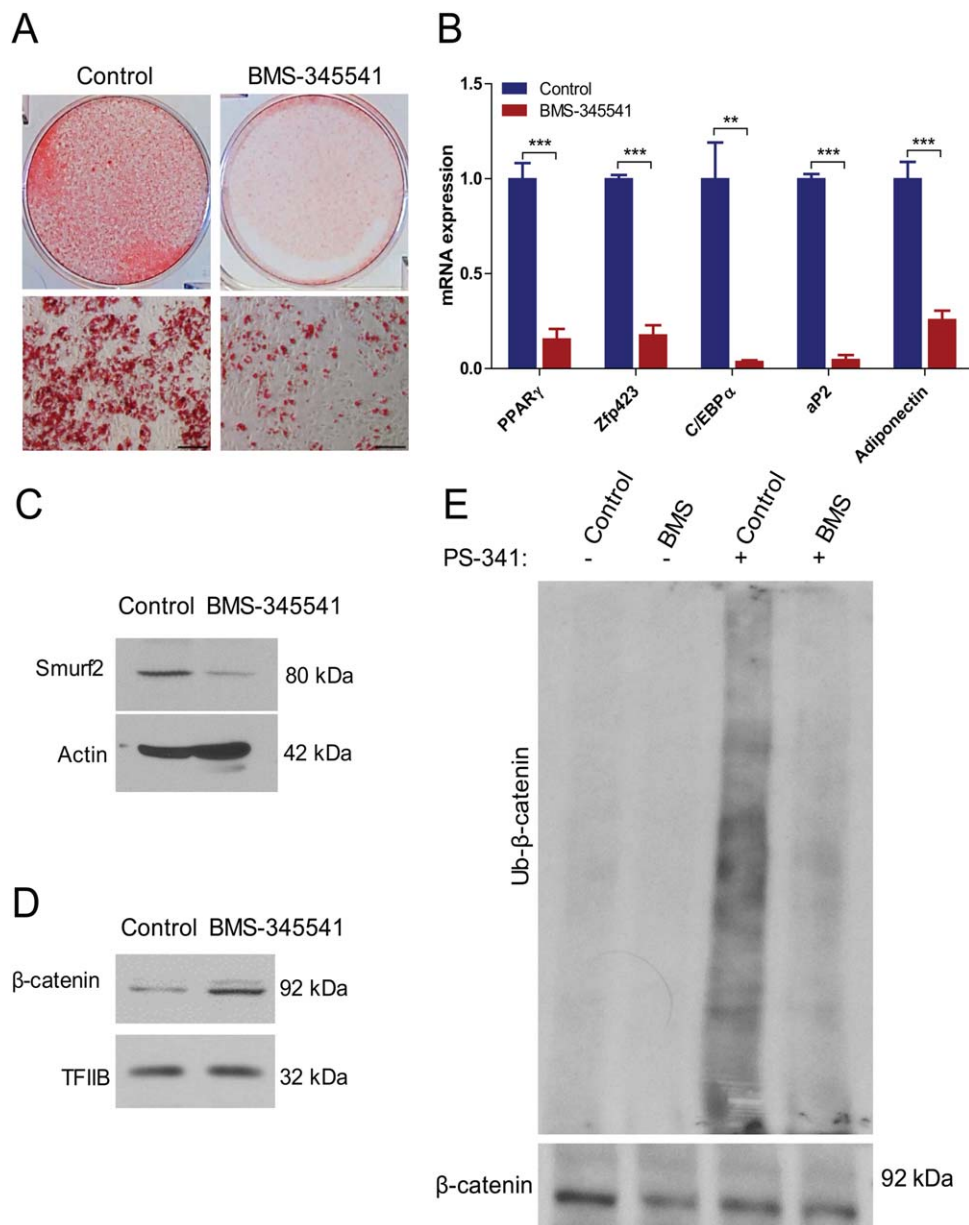 A
Control BMS-345541
B
Control
BMS-345541
mRNA expression
1.5
1.0
0.5
0.0
*** *** ** *** ***
PPARγ Zfp423 C/EBPα aP2 Adiponectin
C
Control BMS-345541
Smurf2 80 kDa
Actin 42 kDa
D
Control BMS-345541
β-catenin 92 kDa
TFIIB 32 kDa
E
Control BMS Control BMS
PS-341: - - + +
Ub-β-catenin
β-catenin 92 kDa